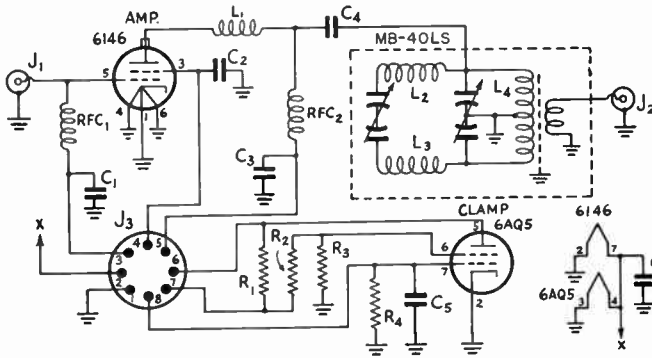 AMP.
6146
L1
C4
MB-40LS
J1
5
3
C2
4
1
6
RFC1
RFC2
L2
L3
L4
J2
C1
C3
J3
X
4
5
3
6
2
7
1
8
R1
R2
R3
R4
C5
CLAMP
6AQ5
5
6
7
2
6146
2
7
6AQ5
3
4
X